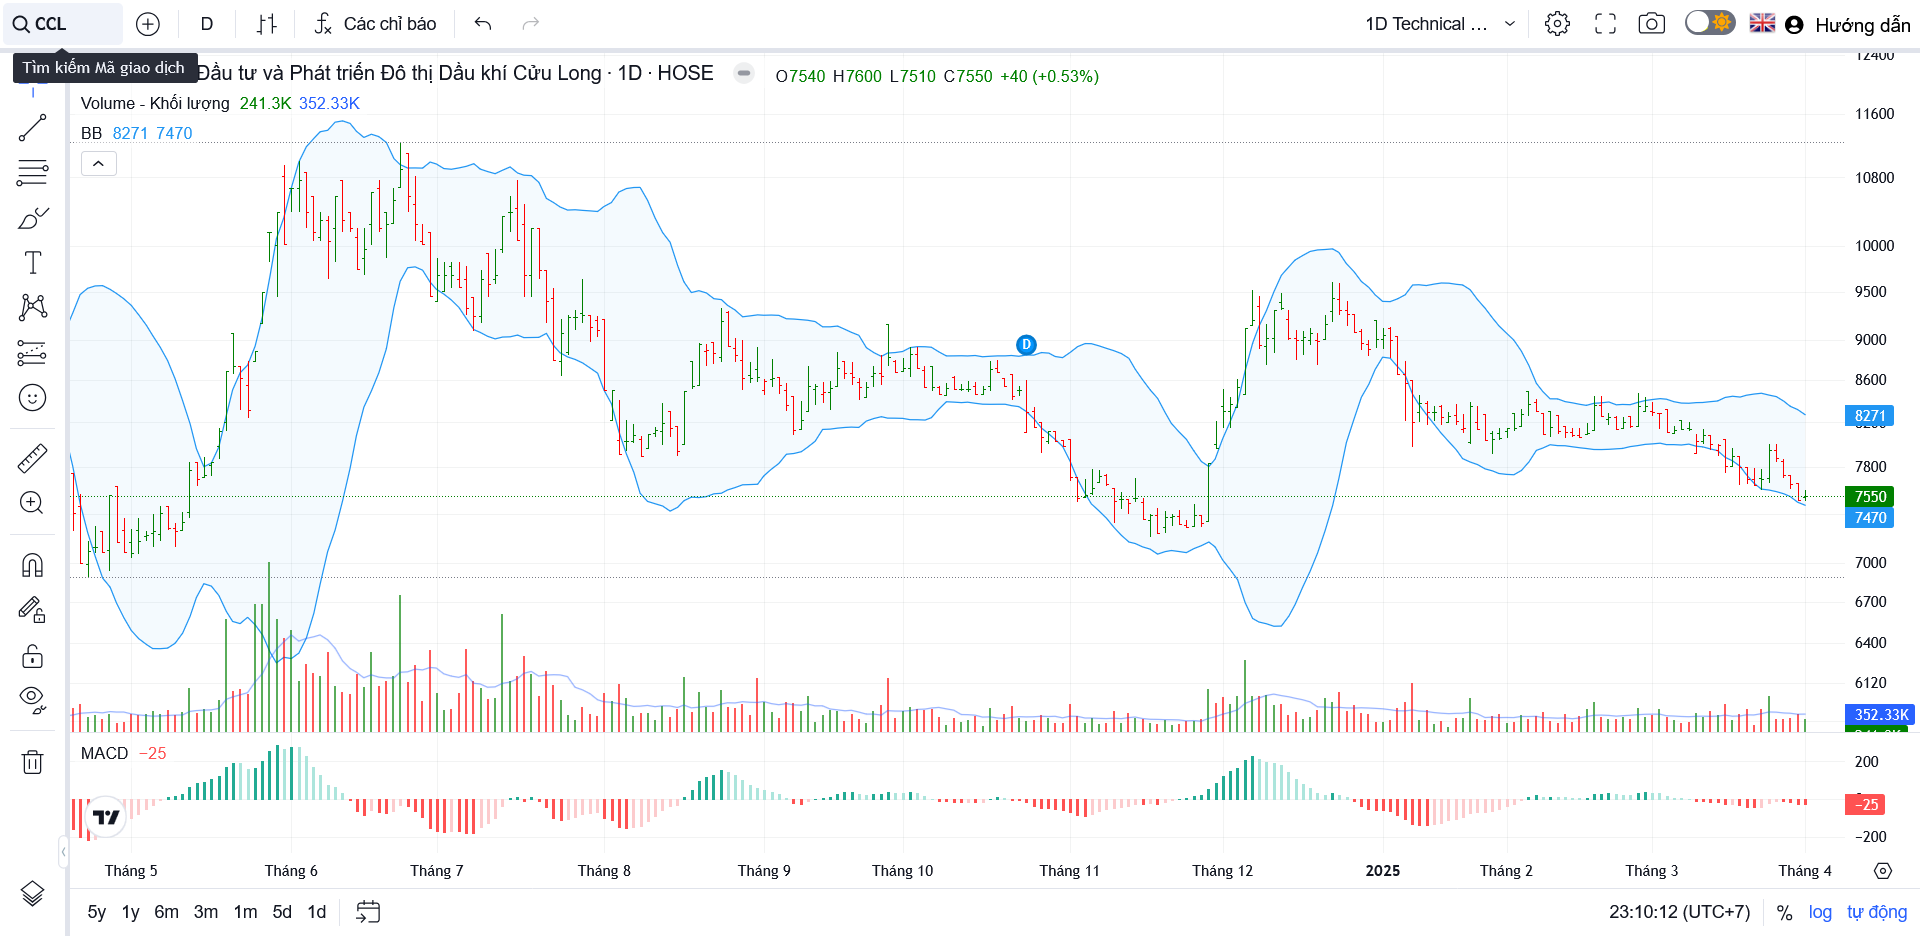 CCL
D
Các chỉ báo
1D Technical ...
Hướng dẫn
Tìm kiếm Mã giao dịch
Đầu tư và Phát triển Đô thị Dầu khí Cửu Long · 1D · HOSE
O7540 H7600 L7510 C7550 +40 (+0.53%)
Volume - Khối lượng 241.3K 352.33K
BB 8271 7470
D
12400
11600
10800
10000
9500
9000
8600
8271
8200
7800
7550
7470
7000
6700
6400
6120
352.33K
MACD −25
200
−25
−200
Tháng 5 Tháng 6 Tháng 7 Tháng 8 Tháng 9 Tháng 10 Tháng 11 Tháng 12 2025 Tháng 2 Tháng 3 Tháng 4
5y 1y 6m 3m 1m 5d 1d
23:10:12 (UTC+7) % log tự động